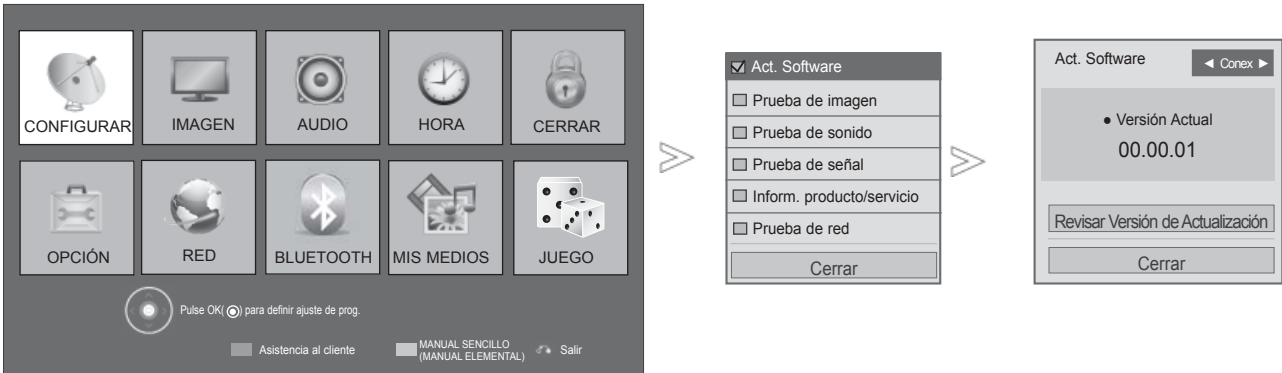 CONFIGURAR
IMAGEN
AUDIO
HORA
CERRAR
OPCIÓN
RED
BLUETOOTH
MIS MEDIOS
JUEGO
Pulse OK( ) para definir ajuste de prog.
Asistencia al cliente
MANUAL SENCILLO
(MANUAL ELEMENTAL)
Salir
Act. Software
Prueba de imagen
Prueba de sonido
Prueba de señal
Inform. producto/servicio
Prueba de red
Cerrar
Act. Software
◄ Conex ►
● Versión Actual
00.00.01
Revisar Versión de Actualización
Cerrar